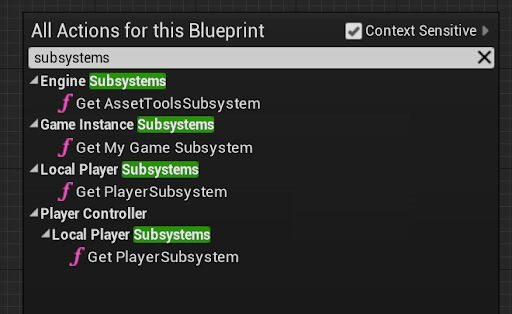 All Actions for this Blueprint Context Sensitive
subsystems
Engine Subsystems
Get AssetToolsSubsystem
Game Instance Subsystems
Get My Game Subsystem
Local Player Subsystems
Get PlayerSubsystem
Player Controller
Local Player Subsystems
Get PlayerSubsystem